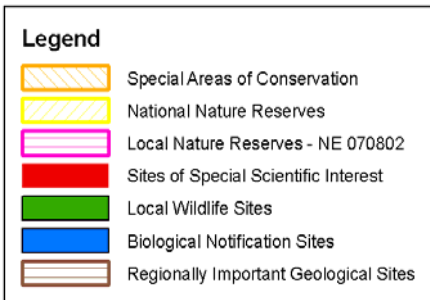 Legend
Special Areas of Conservation
National Nature Reserves
Local Nature Reserves - NE 070802
Sites of Special Scientific Interest
Local Wildlife Sites
Biological Notification Sites
Regionally Important Geological Sites